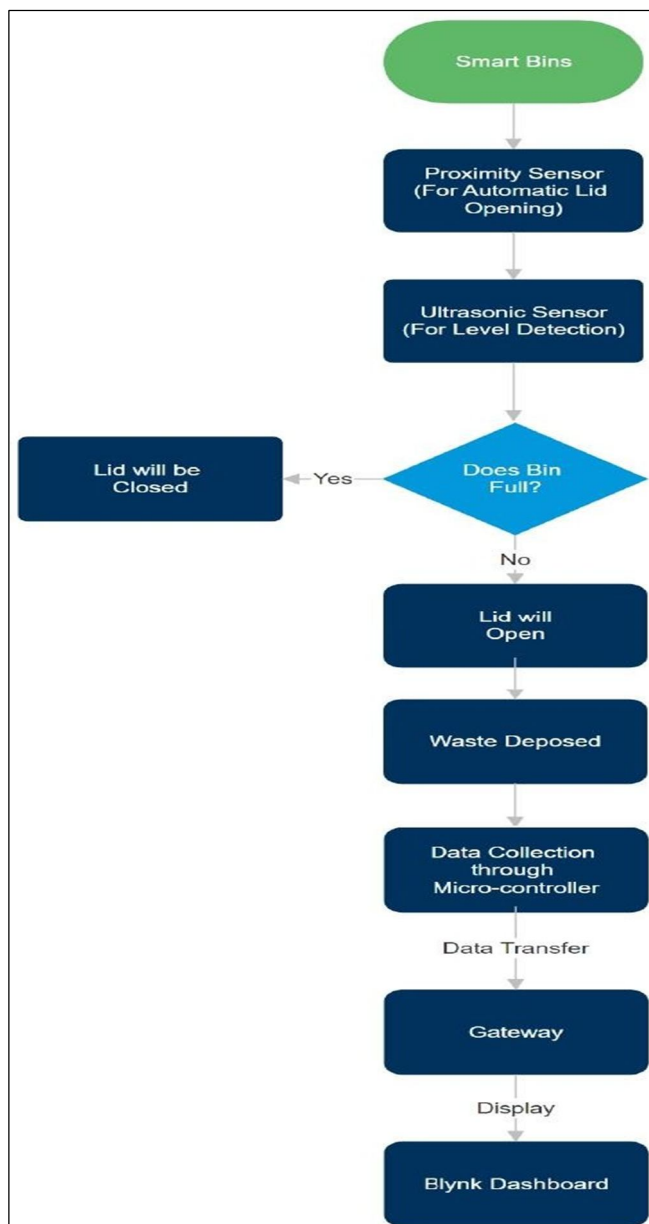 Smart Bins
Proximity Sensor
(For Automatic Lid
Opening)
Ultrasonic Sensor
(For Level Detection)
Does Bin
Full?
Yes
Lid will be
Closed
No
Lid will
Open
Waste Deposed
Data Collection
through
Micro-controller
Data Transfer
Gateway
Display
Blynk Dashboard